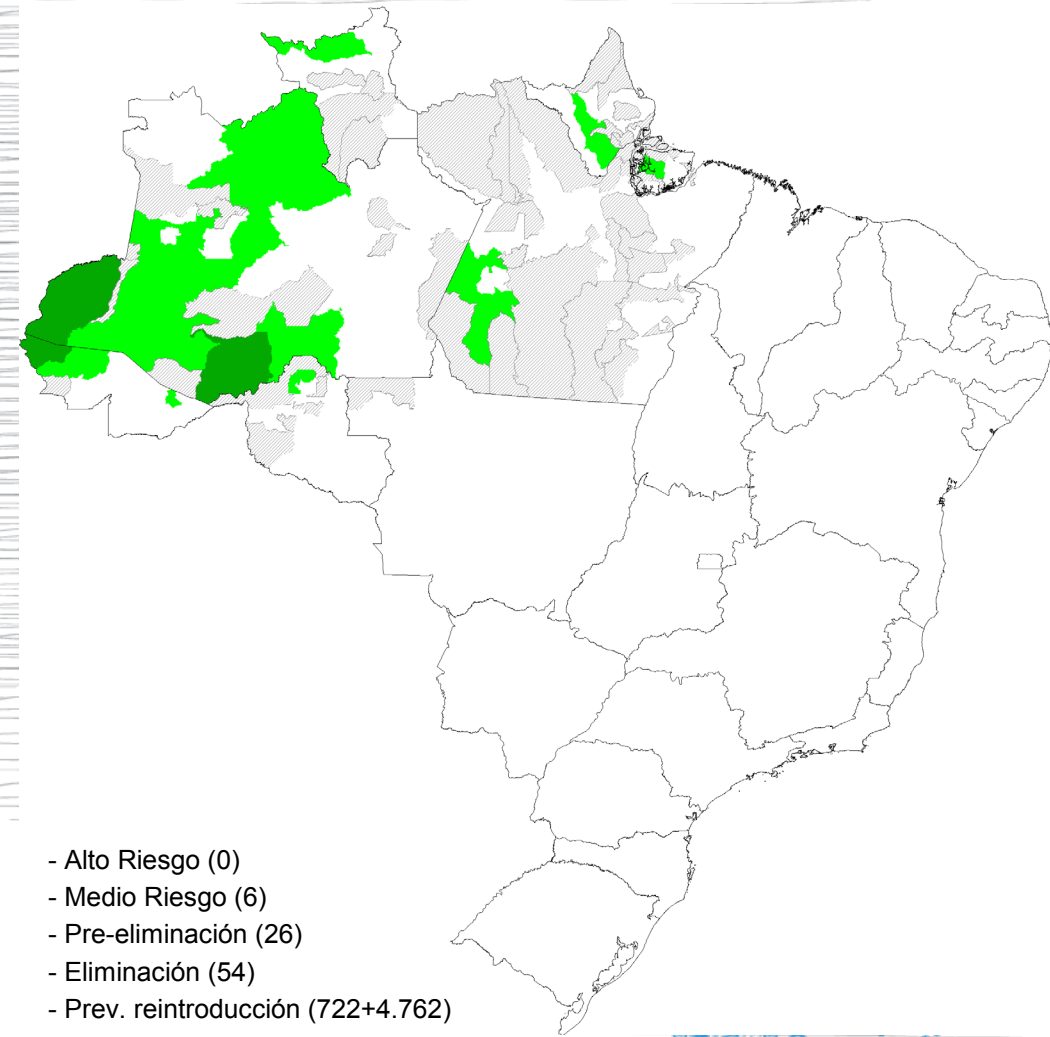 - Alto Riesgo (0)
- Medio Riesgo (6)
- Pre-eliminación (26)
- Eliminación (54)
- Prev. reintroducción (722+4.762)